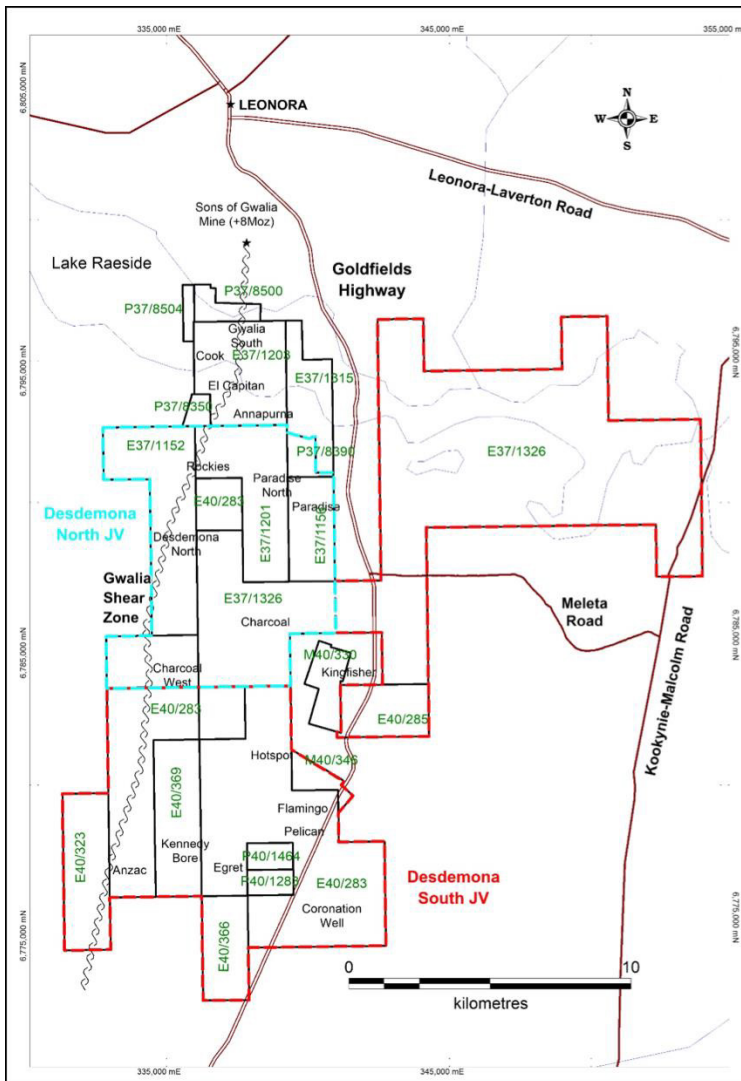 335,000 mE
345,000 mE
355,000 mE
6,805,000 mN
LEONORA
N
W E
S
Leonora-Laverton Road
Sons of Gwalia
Mine (+8Moz)
Lake Raeside
Goldfields
Highway
P37/8504
P37/8500
Gwalia
South
Cook
E37/1203
El Capitan
E37/1315
Annapurna
P37/8350
6,795,000 mN
6,795,000 mN
E37/1152
P37/8390
E37/1326
Rockies
Paradise
North
Paradise
E40/283
Desdemona
North JV
Desdemona
North
E37/1201
E37/1156
Gwalia
Shear
Zone
E37/1326
Charcoal
Meleta
Road
Kookynie-Malcolm Road
6,785,000 mN
6,785,000 mN
M40/330
Kingfisher
Charcoal
West
E40/283
E40/285
Hotspot
M40/346
E40/369
Flamingo
Pelican
E40/323
Kennedy
Bore
Anzac
Egret
P40/1464
P40/1283
E40/283
Desdemona
South JV
Coronation
Well
E40/366
6,775,000 mN
6,775,000 mN
0 10
kilometres
335,000 mE
345,000 mE